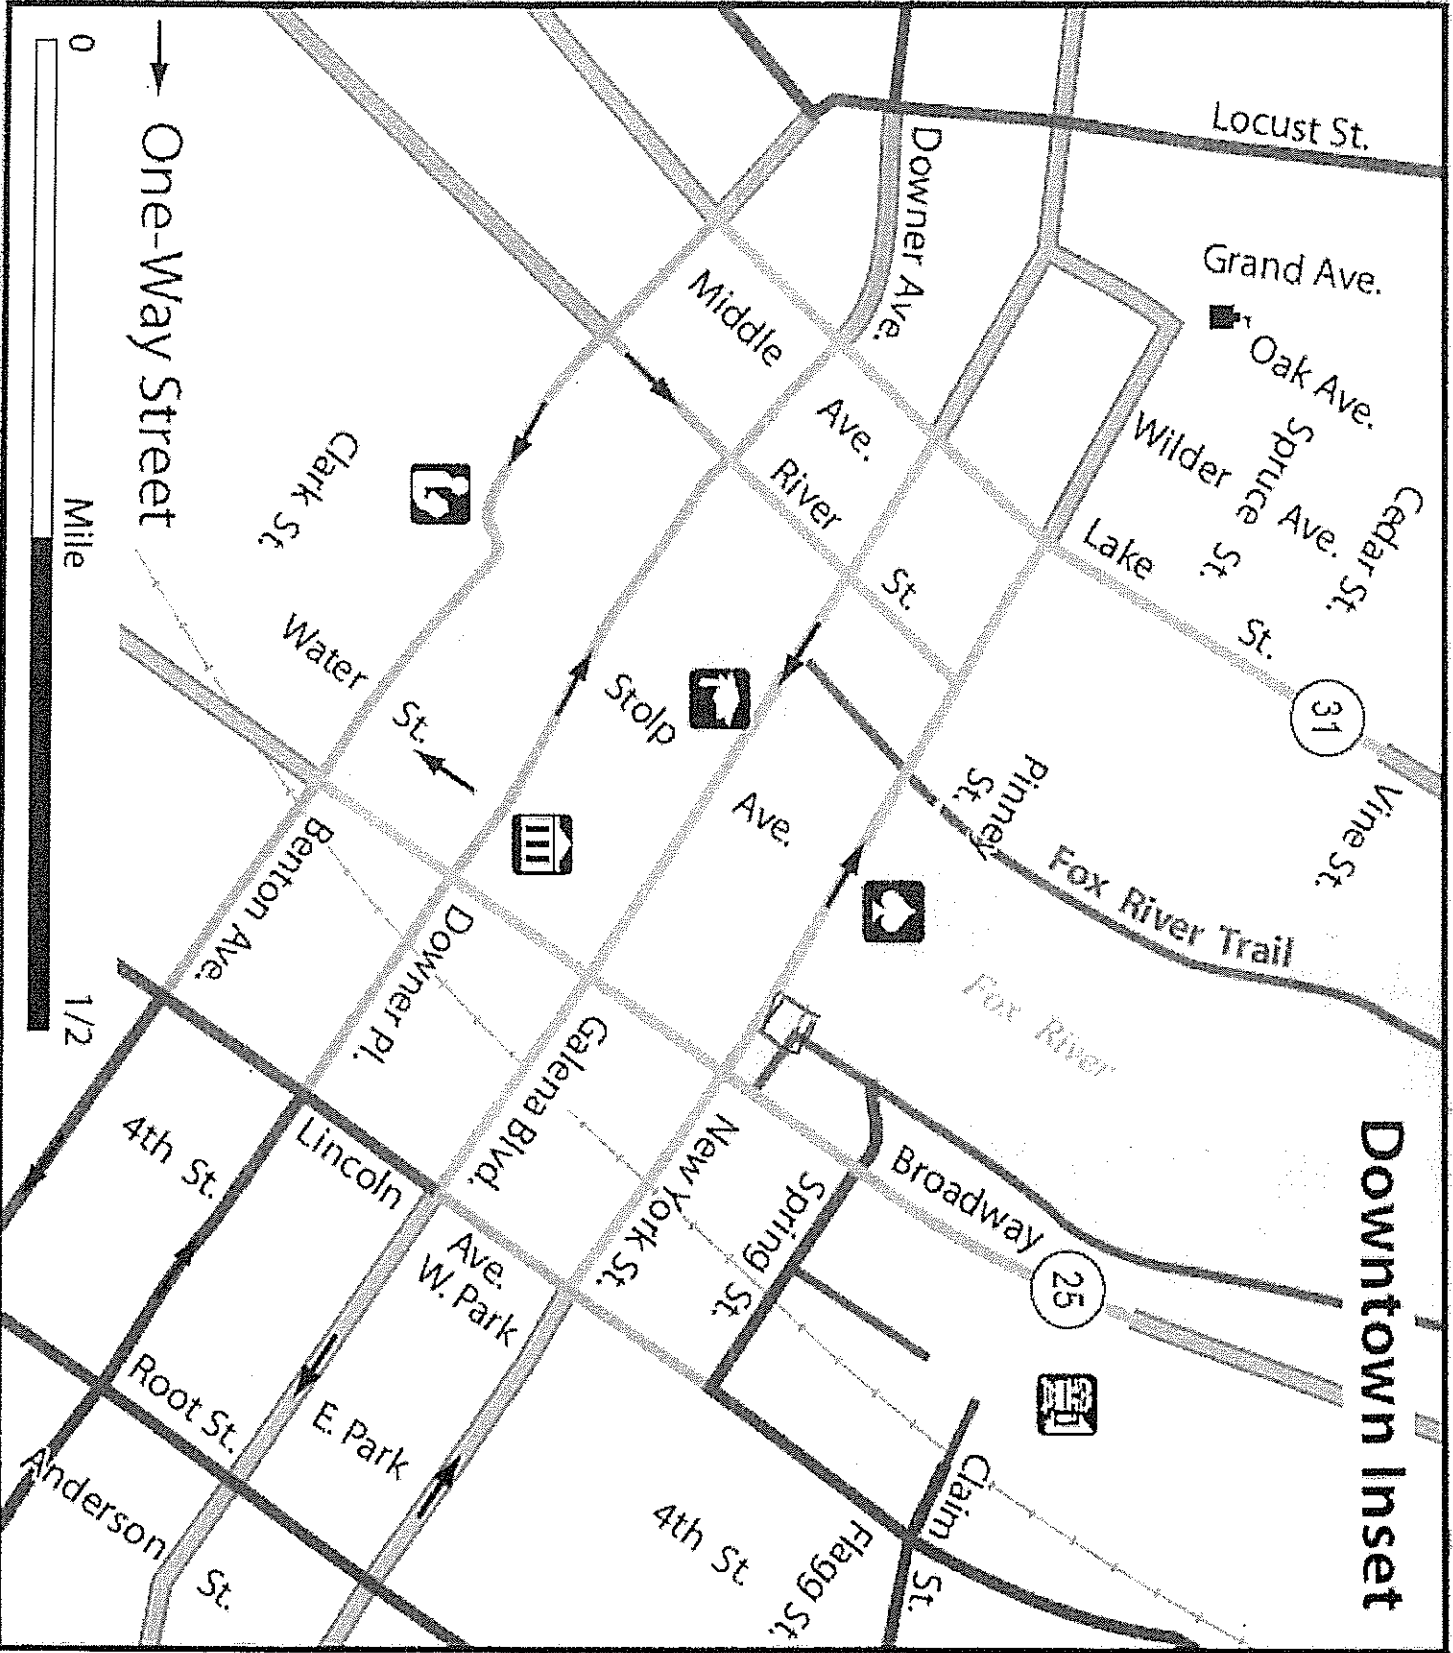 Downtown Inset
Locust St.
Grand Ave.
Oak Ave.
Spruce St.
Cedar St.
Wilder Ave.
Vine St.
Downer Ave.
Middle Ave.
River St.
Lake St.
31
Pinney St.
Fox River Trail
Fox River
Stolp Ave.
Clark St.
Water St.
Benton Ave.
Downer Pl.
Galena Blvd.
New York St.
Spring St.
Broadway
25
Lincoln Ave.
W. Park
E. Park
4th St.
Root St.
Anderson St.
4th St.
Flagg St.
Claim St.
One-Way Street
0 Mile 1/2